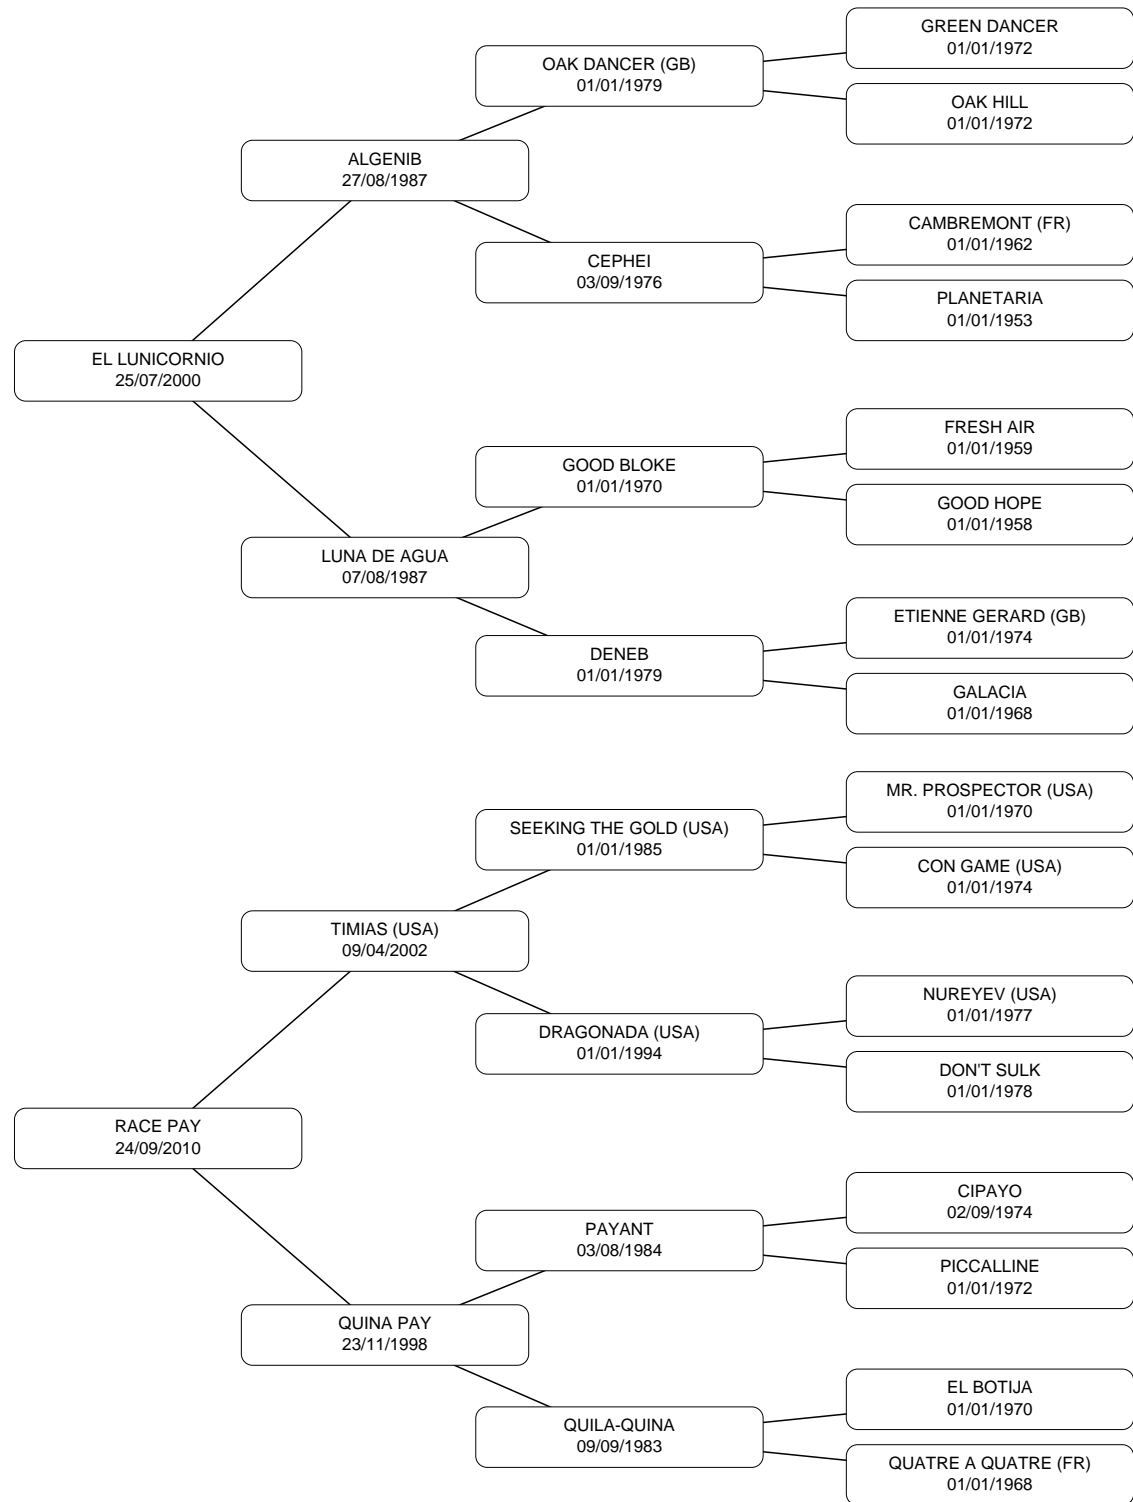 GREEN DANCER
01/01/1972
OAK DANCER (GB)
01/01/1979
OAK HILL
01/01/1972
ALGENIB
27/08/1987
CAMBREMONT (FR)
01/01/1962
CEPHEI
03/09/1976
PLANETARIA
01/01/1953
EL LUNICORNIO
25/07/2000
FRESH AIR
01/01/1959
GOOD BLOKE
01/01/1970
GOOD HOPE
01/01/1958
LUNA DE AGUA
07/08/1987
ETIENNE GERARD (GB)
01/01/1974
DENEB
01/01/1979
GALACIA
01/01/1968
MR. PROSPECTOR (USA)
01/01/1970
SEEKING THE GOLD (USA)
01/01/1985
CON GAME (USA)
01/01/1974
TIMIAS (USA)
09/04/2002
NUREYEV (USA)
01/01/1977
DRAGONADA (USA)
01/01/1994
DON'T SULK
01/01/1978
RACE PAY
24/09/2010
CIPAYO
02/09/1974
PAYANT
03/08/1984
PICCALLINE
01/01/1972
QUINA PAY
23/11/1998
EL BOTIJA
01/01/1970
QUILA-QUINA
09/09/1983
QUATRE A QUATRE (FR)
01/01/1968